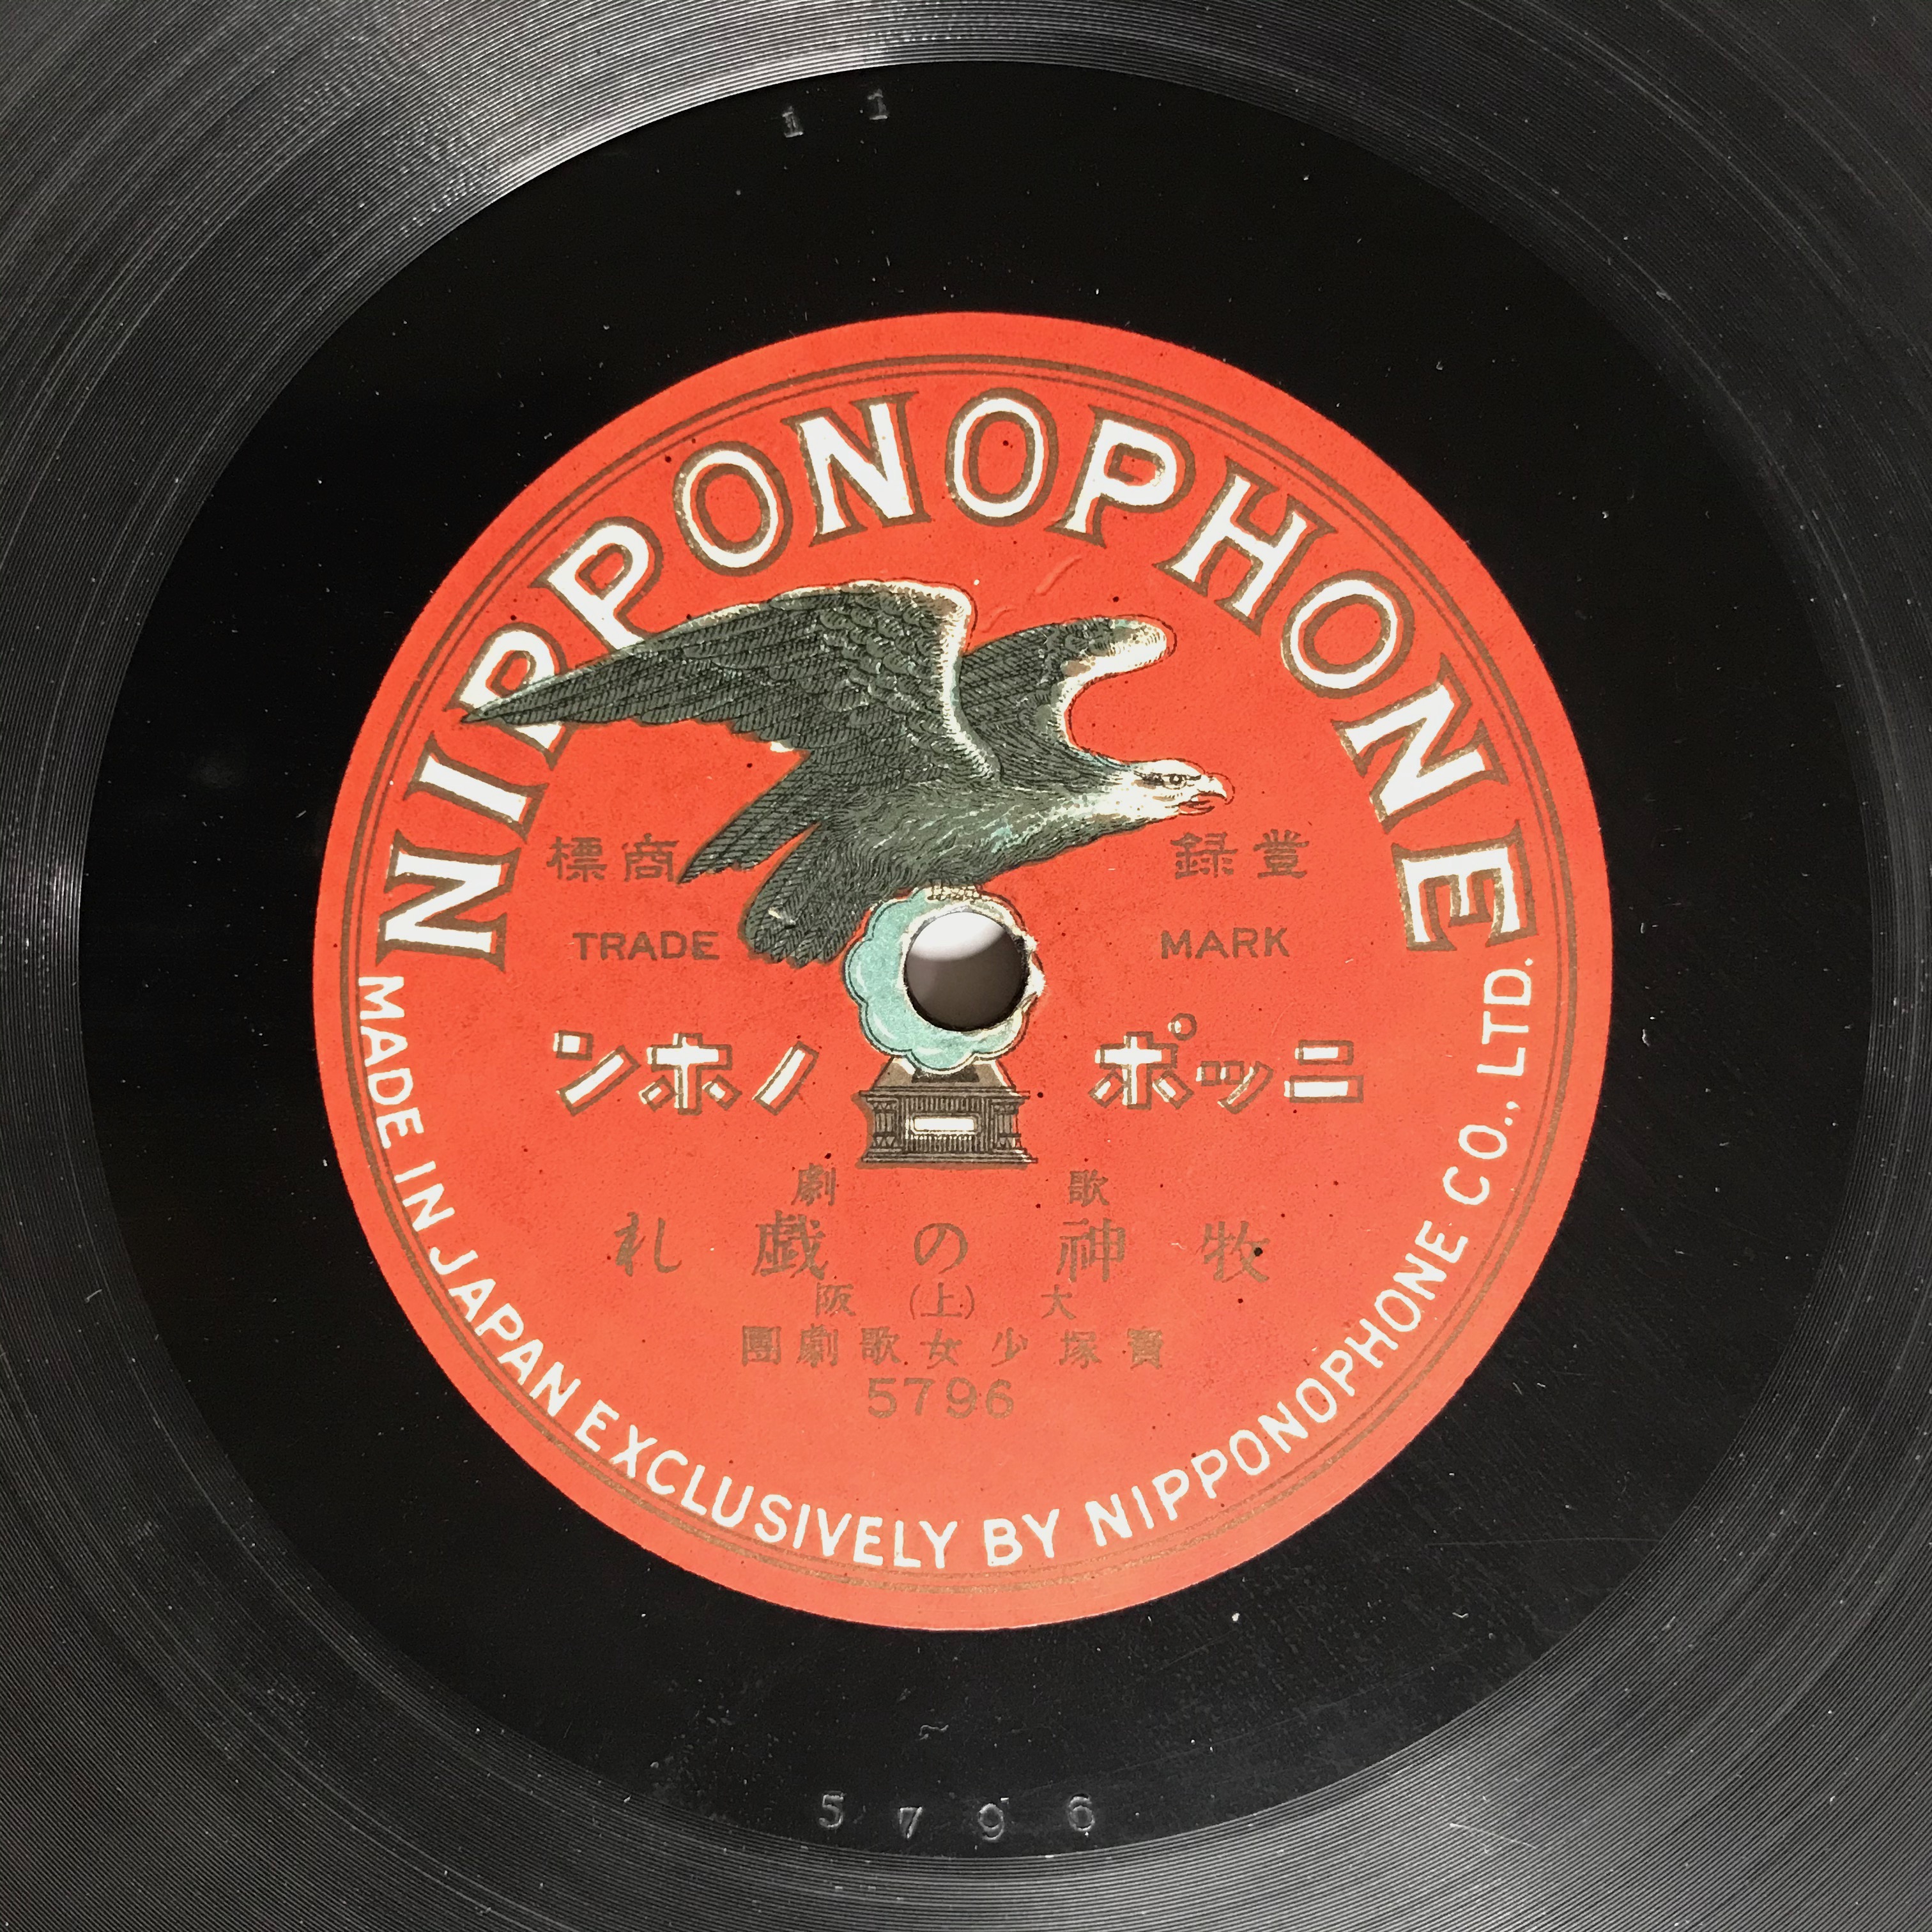 1 1
NIPPONOPHONE
登録 商標
TRADE MARK
ニッポノホン
歌劇
牧神の戯れ
(上)
大阪
寳塚少女歌劇團
5796
MADE IN JAPAN EXCLUSIVELY BY NIPPONOPHONE CO., LTD.
5796